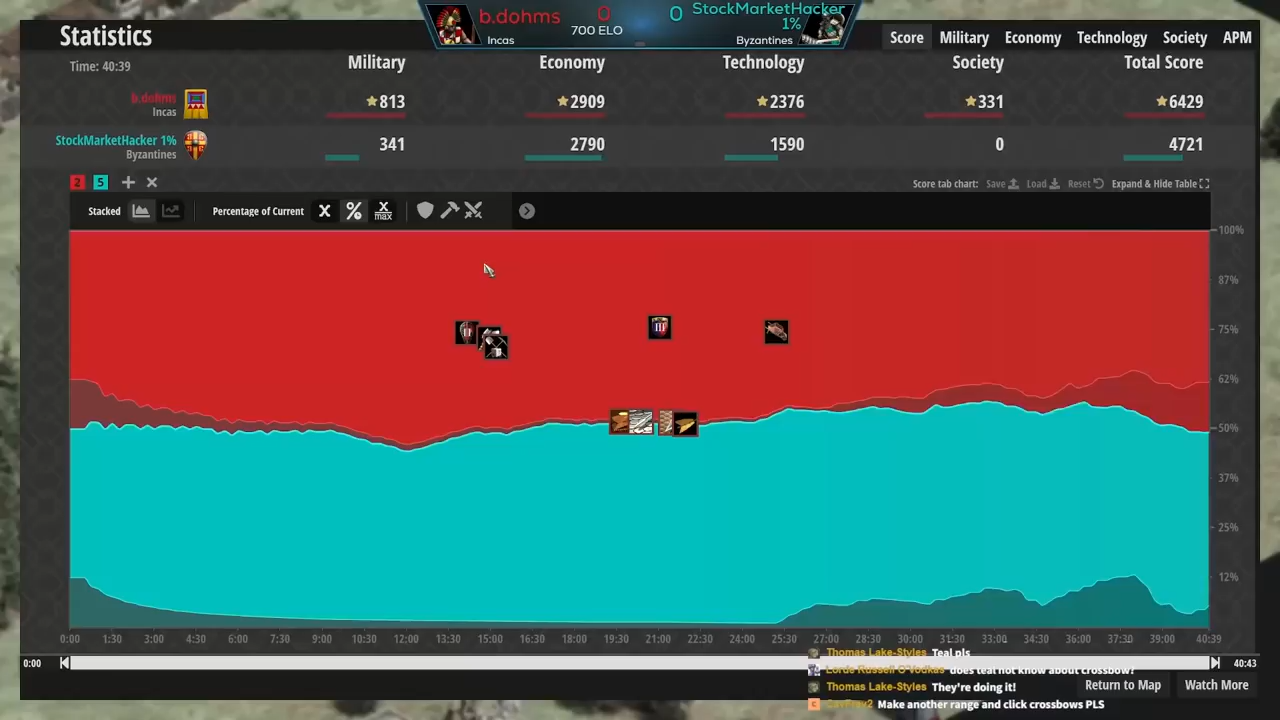 b.dohms 0 0 StockMarketHacker
1%
700 ELO
Incas
Byzantines
Statistics
Score Military Economy Technology Society APM
Time: 40:39
Military Economy Technology Society Total Score
b.dohms
Incas
813 2909 2376 331 6429
StockMarketHacker 1%
Byzantines
341 2790 1590 0 4721
2 5
Score tab chart: Save Load Reset Expand & Hide Table
Stacked Percentage of Current X % X max
100%
87%
75%
62%
50%
37%
25%
12%
0:00 1:30 3:00 4:30 6:00 7:30 9:00 10:30 12:00 13:30 15:00 16:30 18:00 19:30 21:00 22:30 24:00 25:30 27:00 28:30 30:00 31:30 33:00 34:30 36:00 37:30 39:00 40:39
Thomas Lake-Styles Teal pls
0:00 40:43
does teal not know about crossbow?
Thomas Lake-Styles They're doing it!
Return to Map Watch More
Make another range and click crossbows PLS